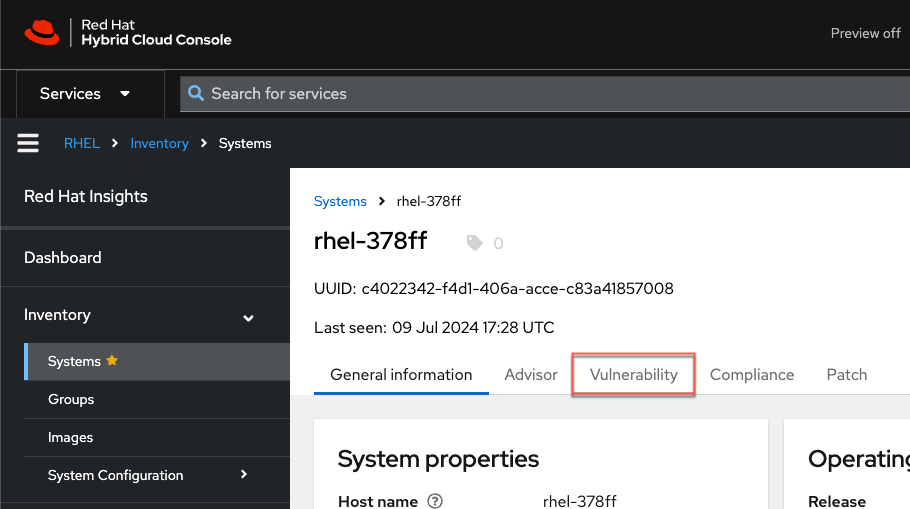 Red Hat
Hybrid Cloud Console
Preview off
Services
Search for services
RHEL > Inventory > Systems
Red Hat Insights
Dashboard
Inventory
Systems
Groups
Images
System Configuration
Systems > rhel-378ff
rhel-378ff 0
UUID: c4022342-f4d1-406a-acce-c83a41857008
Last seen: 09 Jul 2024 17:28 UTC
General information Advisor Vulnerability Compliance Patch
System properties
Host name rhel-378ff
Operating
Release